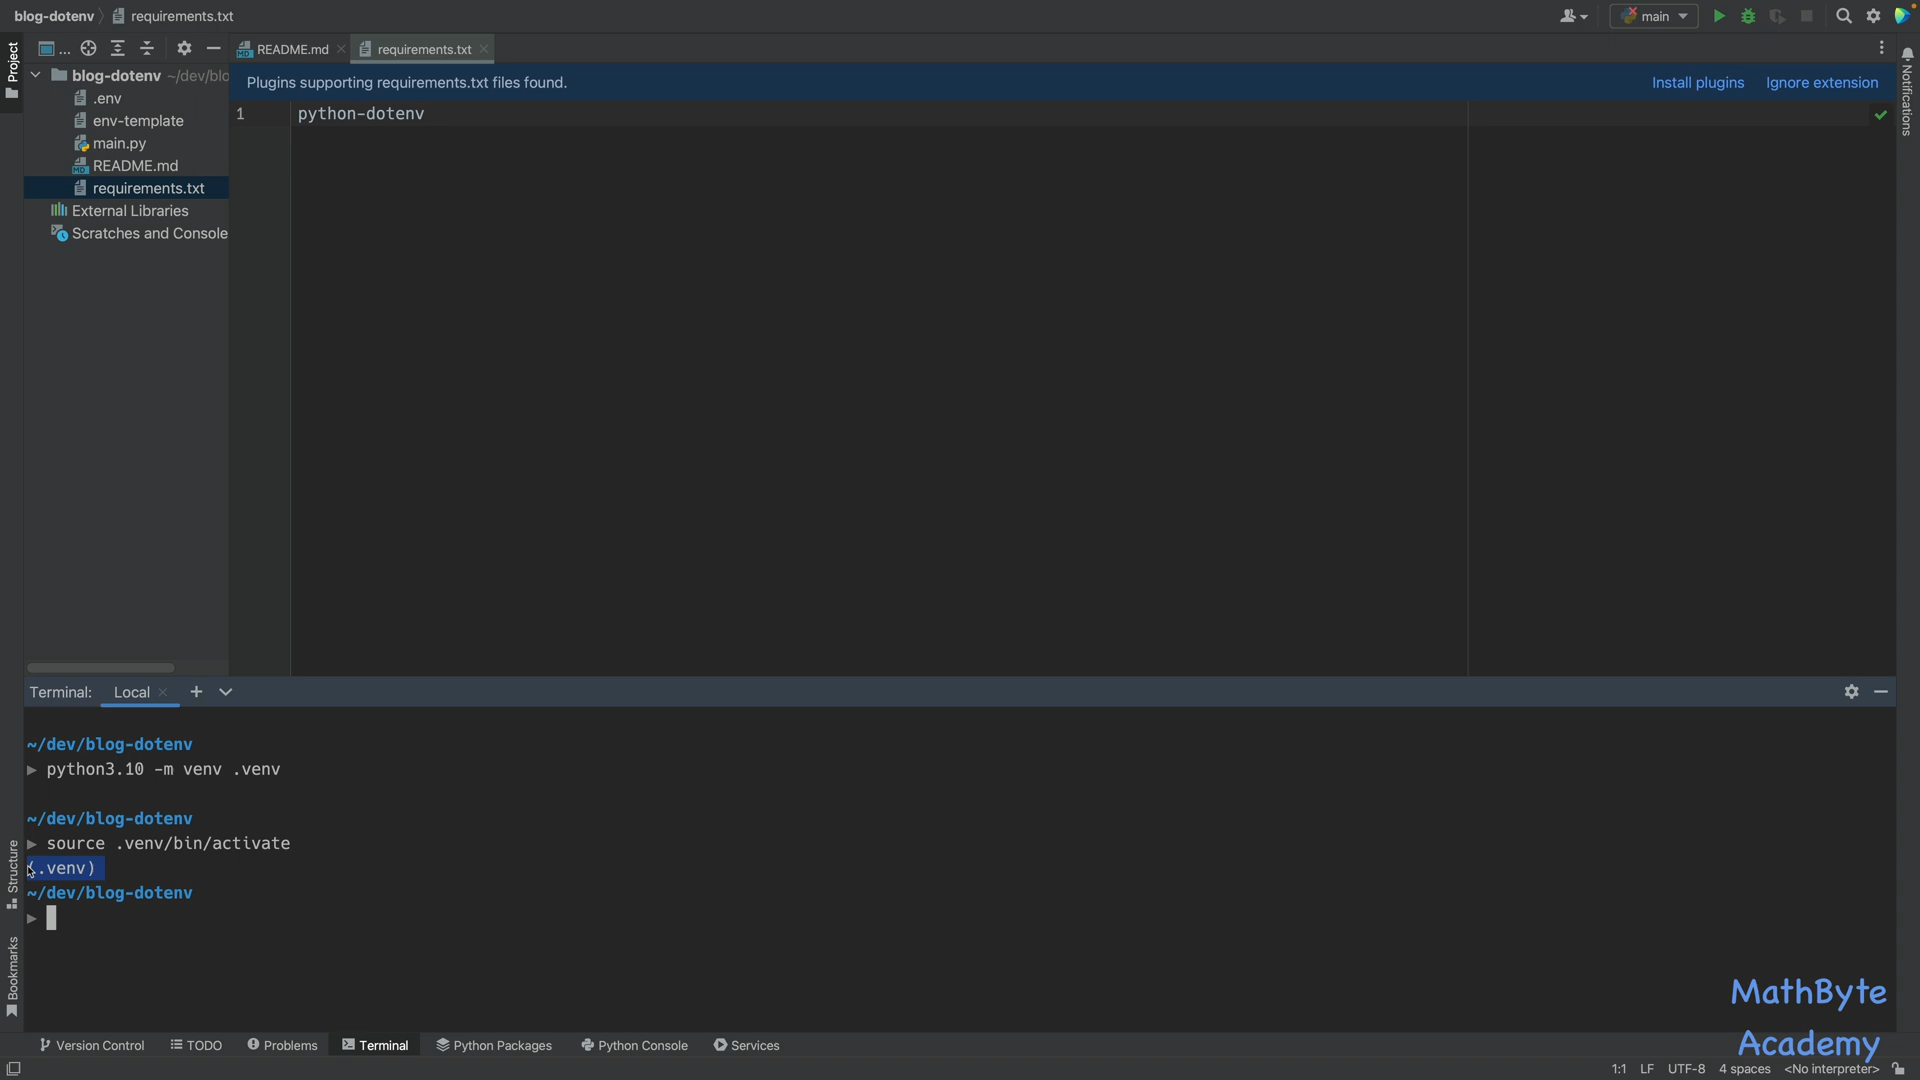 blog-dotenv requirements.txt
main
Project
...
README.md
requirements.txt
Notifications
blog-dotenv ~/dev/blo
.env
env-template
main.py
README.md
requirements.txt
External Libraries
Scratches and Console
Plugins supporting requirements.txt files found.
Install plugins
Ignore extension
1
python-dotenv
Terminal:
Local
~/dev/blog-dotenv
python3.10 -m venv .venv
~/dev/blog-dotenv
source .venv/bin/activate
(.venv)
~/dev/blog-dotenv
Structure
Bookmarks
MathByte
Academy
Version Control
TODO
Problems
Terminal
Python Packages
Python Console
Services
1:1 LF UTF-8 4 spaces <No interpreter>